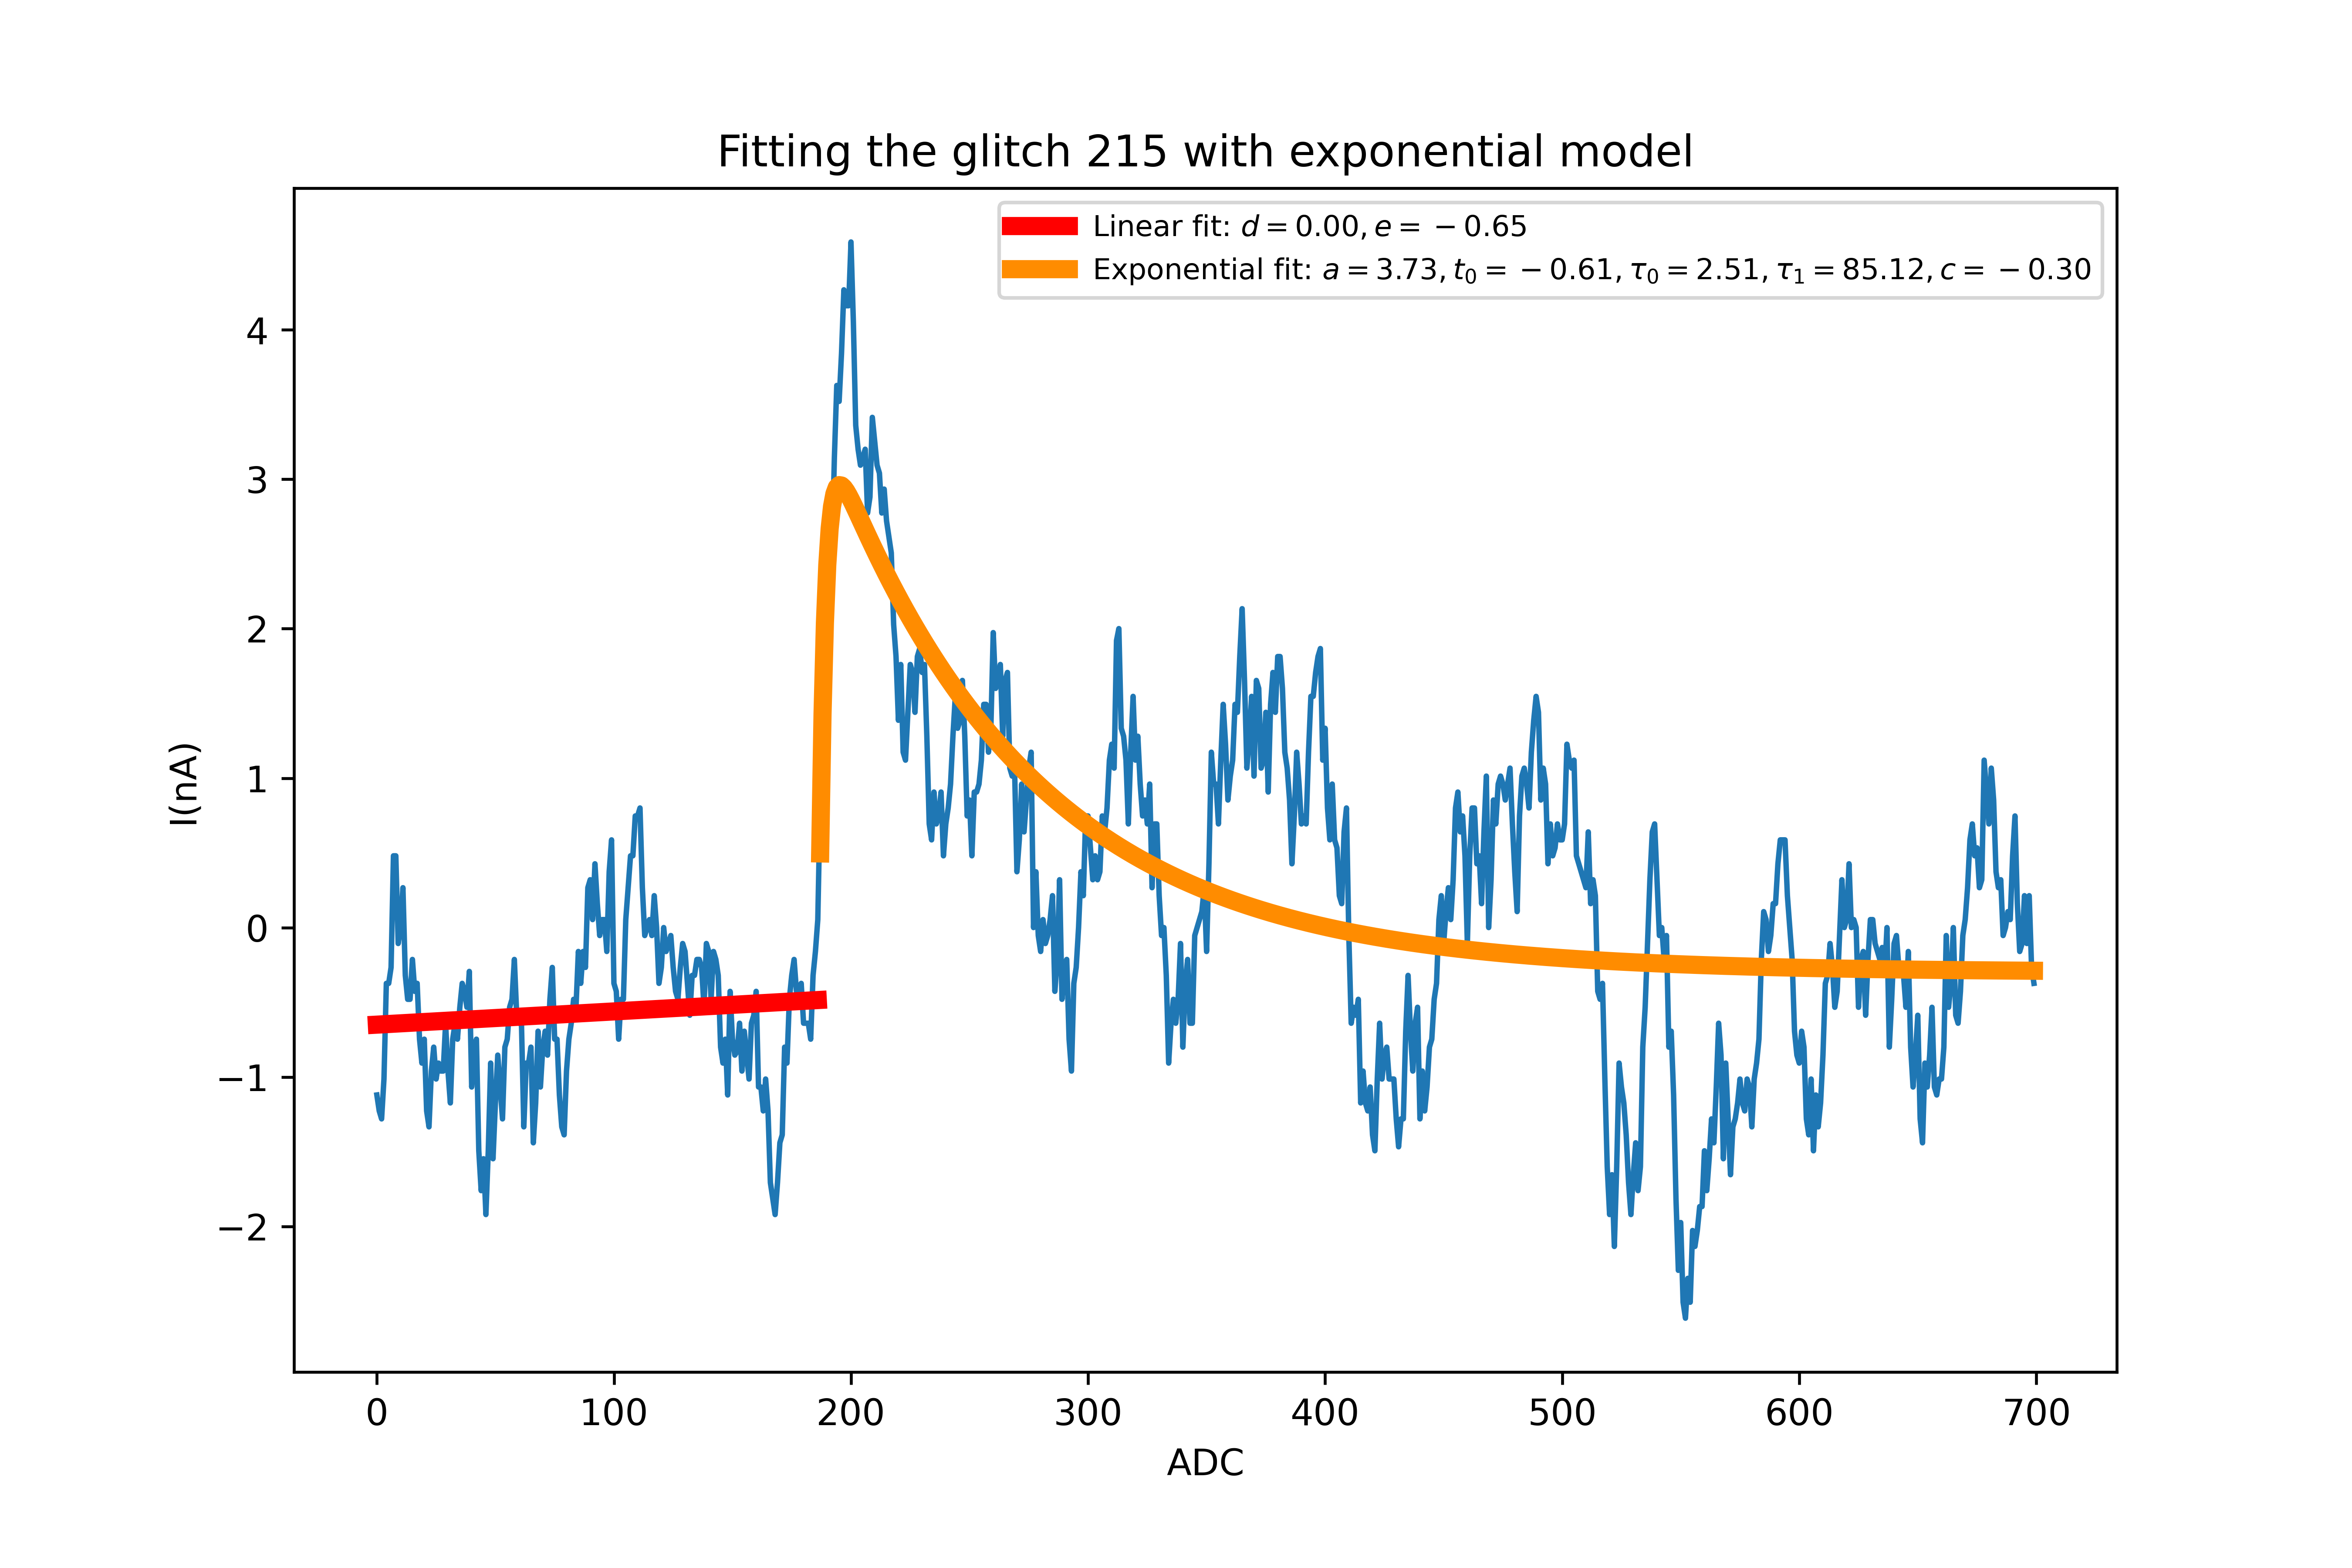 Fitting the glitch 215 with exponential model
Linear fit: d = 0.00, e = −0.65
Exponential fit: a = 3.73, t₀ = −0.61, τ₀ = 2.51, τ₁ = 85.12, c = −0.30
4
3
2
1
0
−1
−2
I(nA)
0 100 200 300 400 500 600 700
ADC